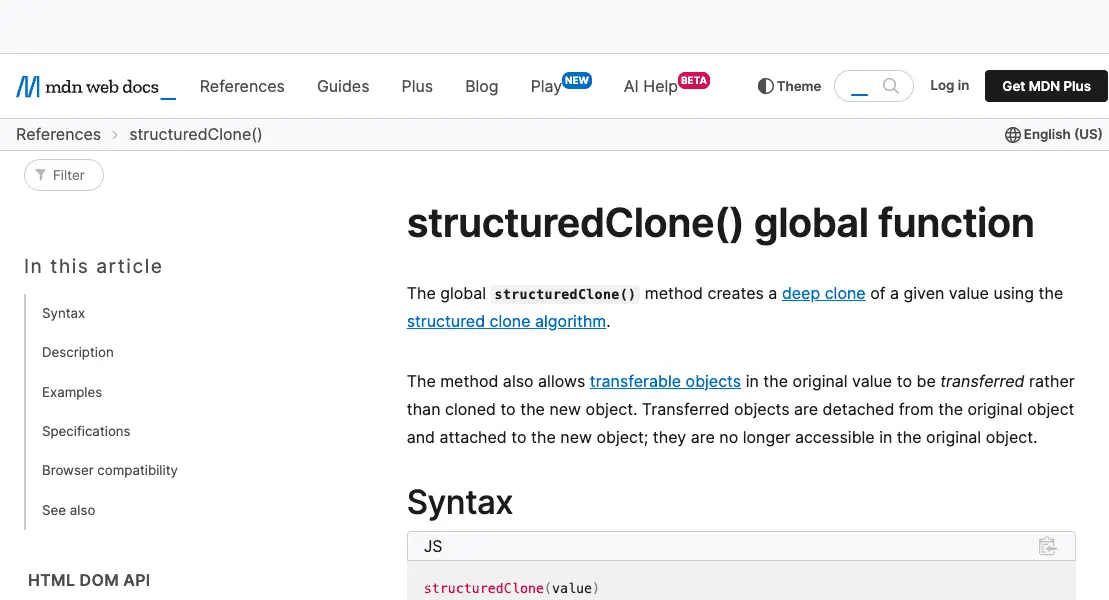 mdn web docs_ References Guides Plus Blog Play NEW AI Help BETA Theme _ Log in Get MDN Plus
References > structuredClone() English (US)
Filter
In this article
Syntax
Description
Examples
Specifications
Browser compatibility
See also
HTML DOM API
structuredClone() global function
The global structuredClone() method creates a deep clone of a given value using the
structured clone algorithm.
The method also allows transferable objects in the original value to be transferred rather
than cloned to the new object. Transferred objects are detached from the original object
and attached to the new object; they are no longer accessible in the original object.
Syntax
JS
structuredClone(value)